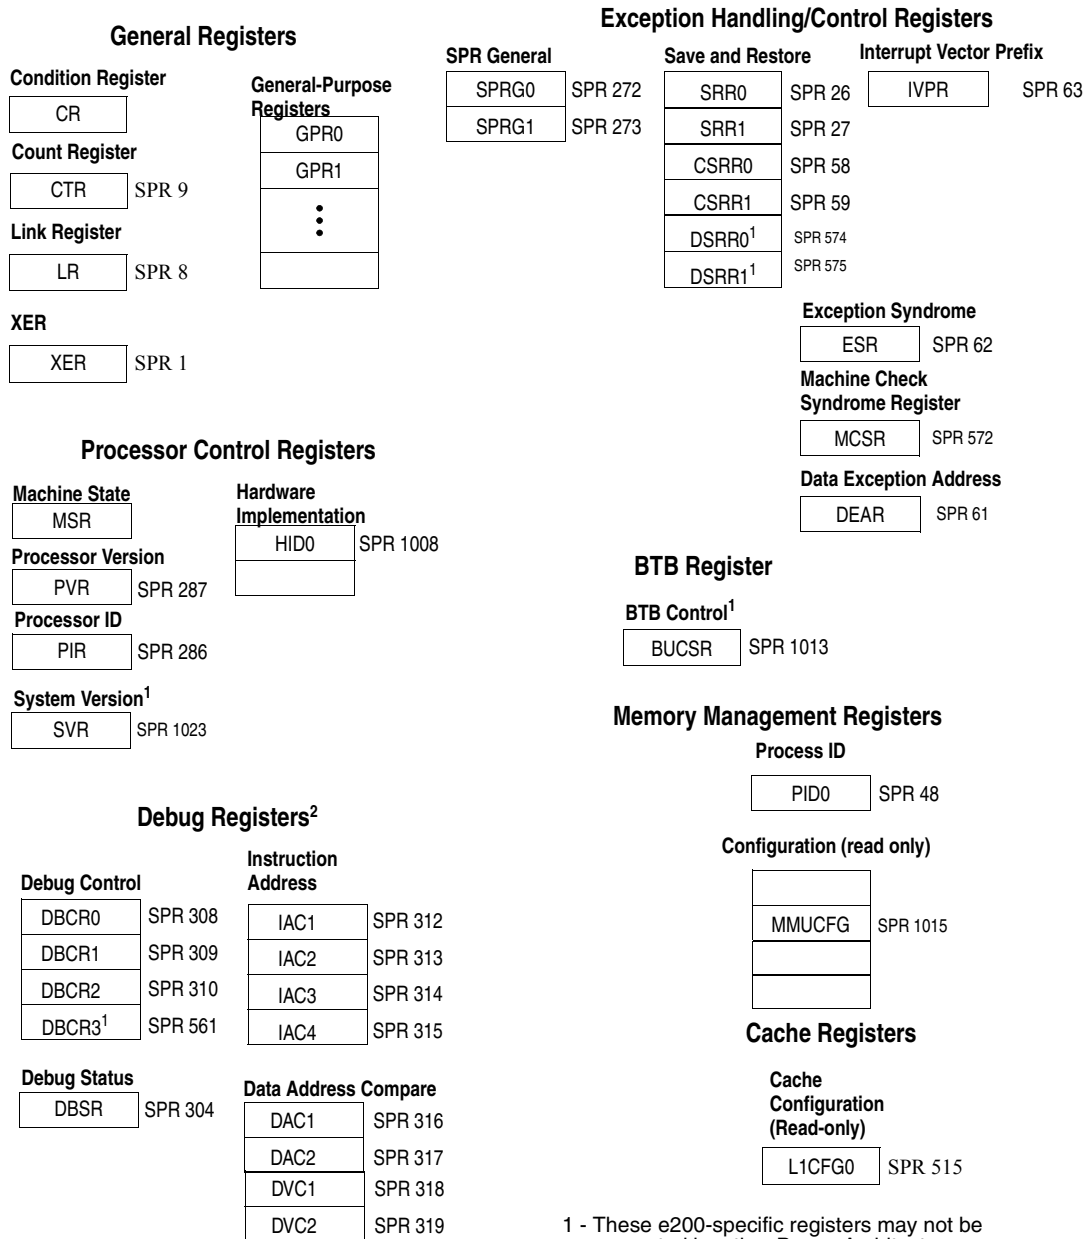 General Registers
Condition Register
CR
Count Register
CTR SPR 9
Link Register
LR SPR 8
XER
XER SPR 1
General-Purpose
Registers
GPR0
GPR1
Exception Handling/Control Registers
SPR General
SPRG0 SPR 272
SPRG1 SPR 273
Save and Restore
SRR0 SPR 26
SRR1 SPR 27
CSRR0 SPR 58
CSRR1 SPR 59
DSRR0¹ SPR 574
DSRR1¹ SPR 575
Interrupt Vector Prefix
IVPR SPR 63
Exception Syndrome
ESR SPR 62
Machine Check
Syndrome Register
MCSR SPR 572
Data Exception Address
DEAR SPR 61
Processor Control Registers
Machine State
MSR
Processor Version
PVR SPR 287
Processor ID
PIR SPR 286
System Version¹
SVR SPR 1023
Hardware
Implementation
HID0 SPR 1008
BTB Register
BTB Control¹
BUCSR SPR 1013
Memory Management Registers
Process ID
PID0 SPR 48
Configuration (read only)
MMUCFG SPR 1015
Debug Registers²
Debug Control
DBCR0 SPR 308
DBCR1 SPR 309
DBCR2 SPR 310
DBCR3¹ SPR 561
Debug Status
DBSR SPR 304
Instruction
Address
IAC1 SPR 312
IAC2 SPR 313
IAC3 SPR 314
IAC4 SPR 315
Data Address Compare
DAC1 SPR 316
DAC2 SPR 317
DVC1 SPR 318
DVC2 SPR 319
Cache Registers
Cache
Configuration
(Read-only)
L1CFG0 SPR 515
1 - These e200-specific registers may not be